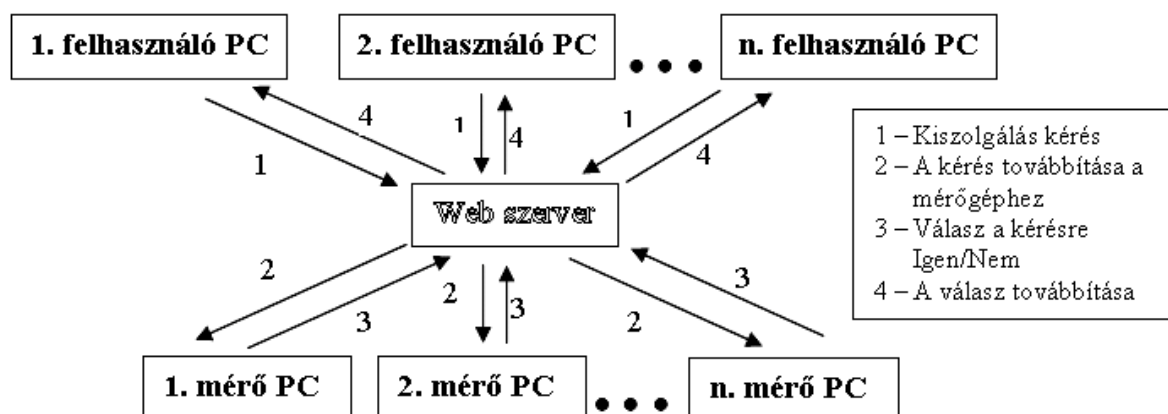 1. felhasználó PC
2. felhasználó PC
n. felhasználó PC
4
1
1
4
1
4
1 – Kiszolgálás kérés
2 – A kérés továbbítása a
mérőgéphez
3 – Válasz a kérésre
Igen/Nem
4 – A válasz továbbítása
Web szerver
2
3
2
3
2
3
1. mérő PC
2. mérő PC
n. mérő PC